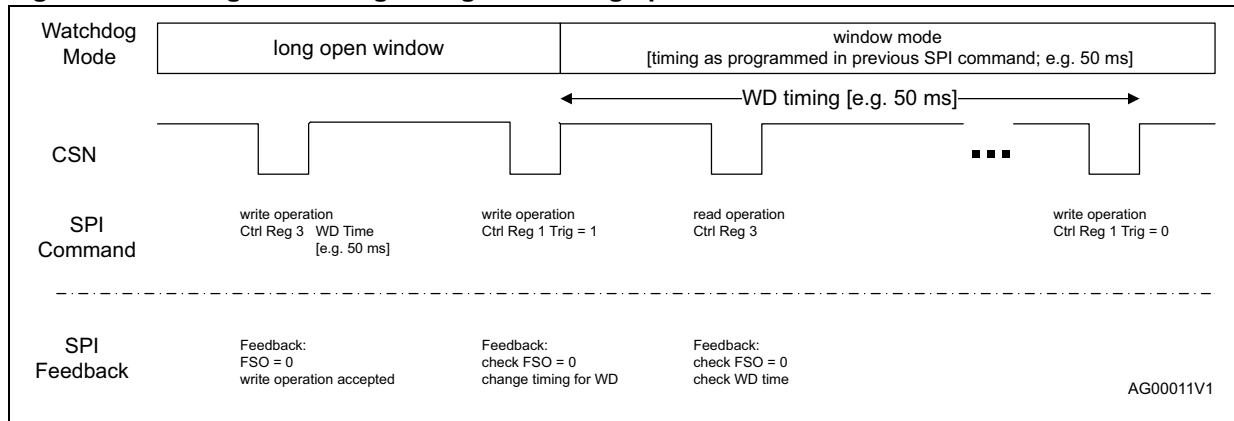 Watchdog
Mode
long open window
window mode
[timing as programmed in previous SPI command; e.g. 50 ms]
WD timing [e.g. 50 ms]
CSN
SPI
Command
write operation
Ctrl Reg 3 WD Time
[e.g. 50 ms]
write operation
Ctrl Reg 1 Trig = 1
read operation
Ctrl Reg 3
write operation
Ctrl Reg 1 Trig = 0
SPI
Feedback
Feedback:
FSO = 0
write operation accepted
Feedback:
check FSO = 0
change timing for WD
Feedback:
check FSO = 0
check WD time
AG00011V1